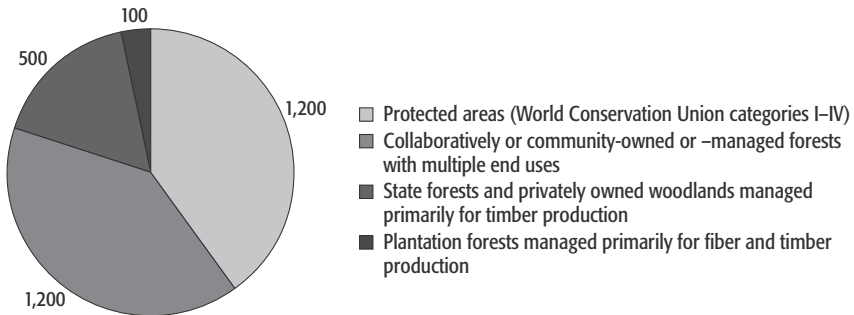 100
500
1,200
1,200
Protected areas (World Conservation Union categories I–IV)
Collaboratively or community-owned or –managed forests
with multiple end uses
State forests and privately owned woodlands managed
primarily for timber production
Plantation forests managed primarily for fiber and timber
production